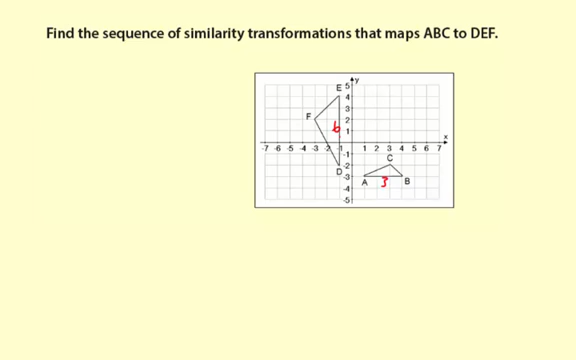 Find the sequence of similarity transformations that maps ABC to DEF.
y
E 5
4
F 3
2
6 1
x
-7 -6 -5 -4 -3 -2 -1 1 2 3 4 5 6 7
-1 C
-2
D -3 A 3 B
-4
-5